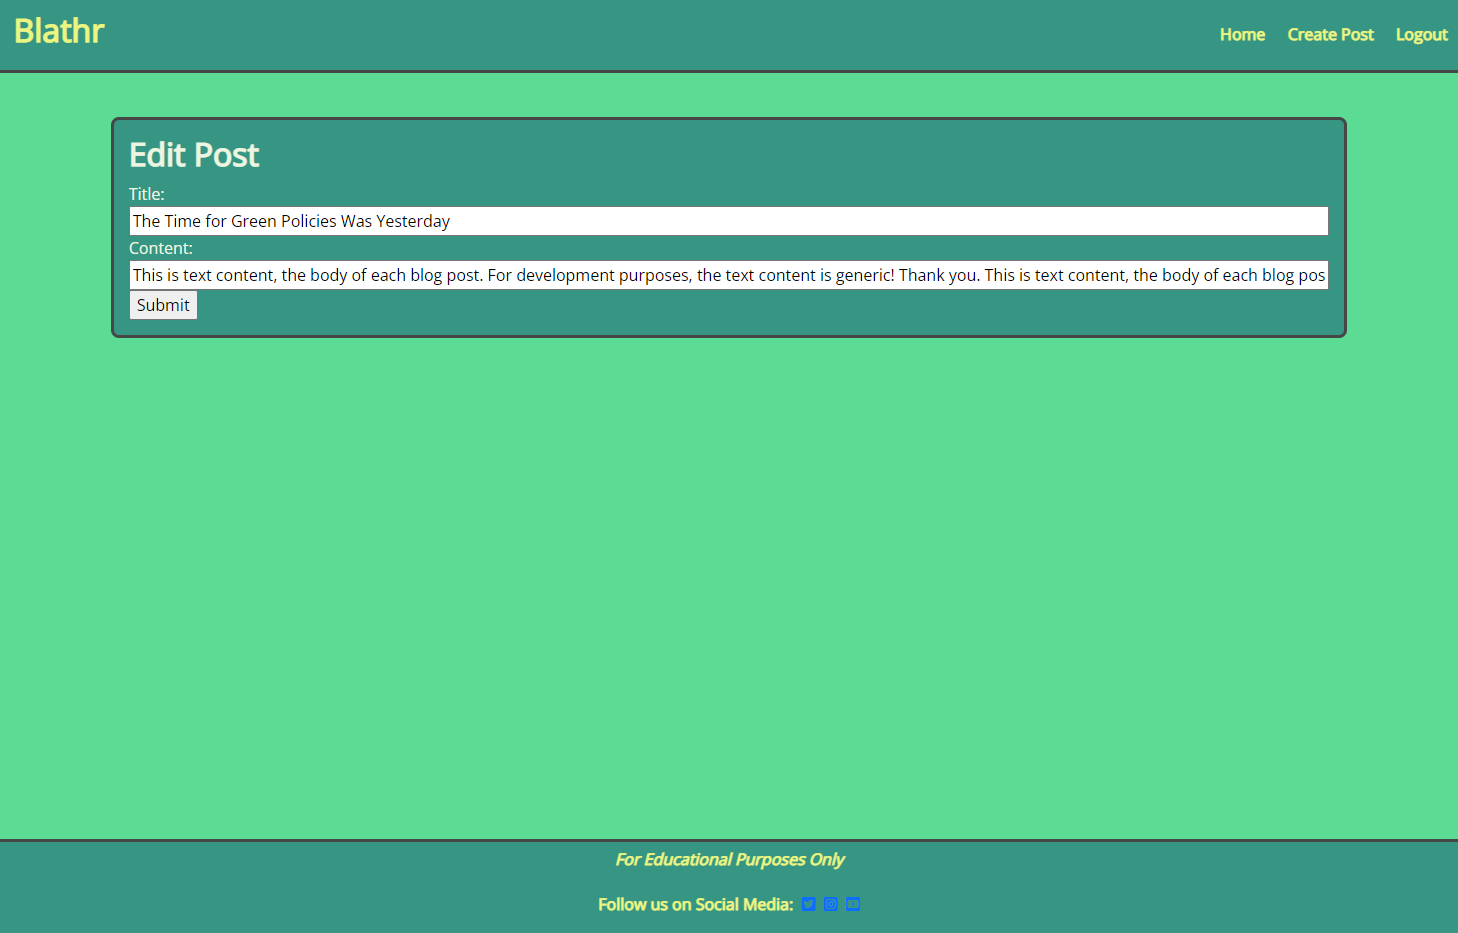 Blathr
Home Create Post Logout
Edit Post
Title:
The Time for Green Policies Was Yesterday
Content:
This is text content, the body of each blog post. For development purposes, the text content is generic! Thank you. This is text content, the body of each blog pos
Submit
For Educational Purposes Only
Follow us on Social Media: